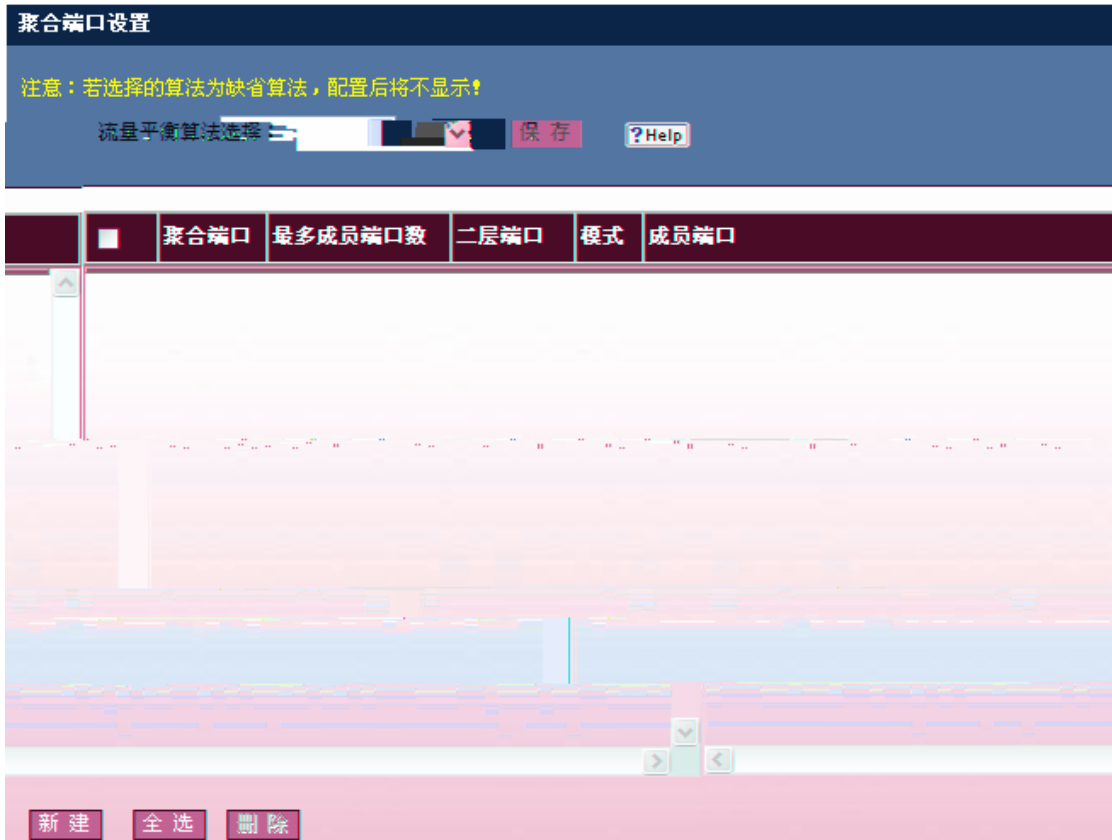 聚合端口设置
注意：若选择的算法为缺省算法，配置后将不显示！
流量平衡算法选择： 保 存 ?Help
聚合端口 最多成员端口数 二层端口 模式 成员端口
新 建 全 选 删 除